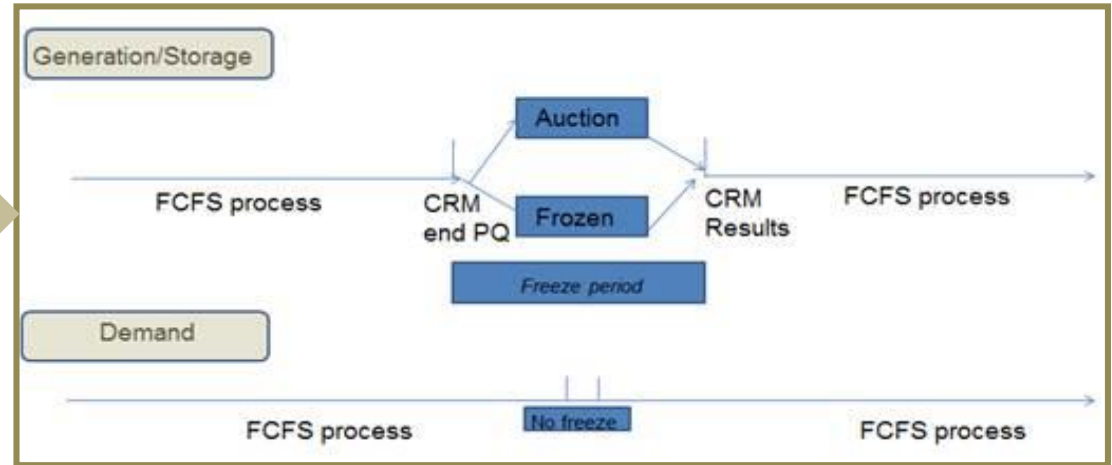 Generation/Storage
Auction
FCFS process
CRM
end PQ
Frozen
CRM
Results
FCFS process
Freeze period
Demand
No freeze
FCFS process
FCFS process